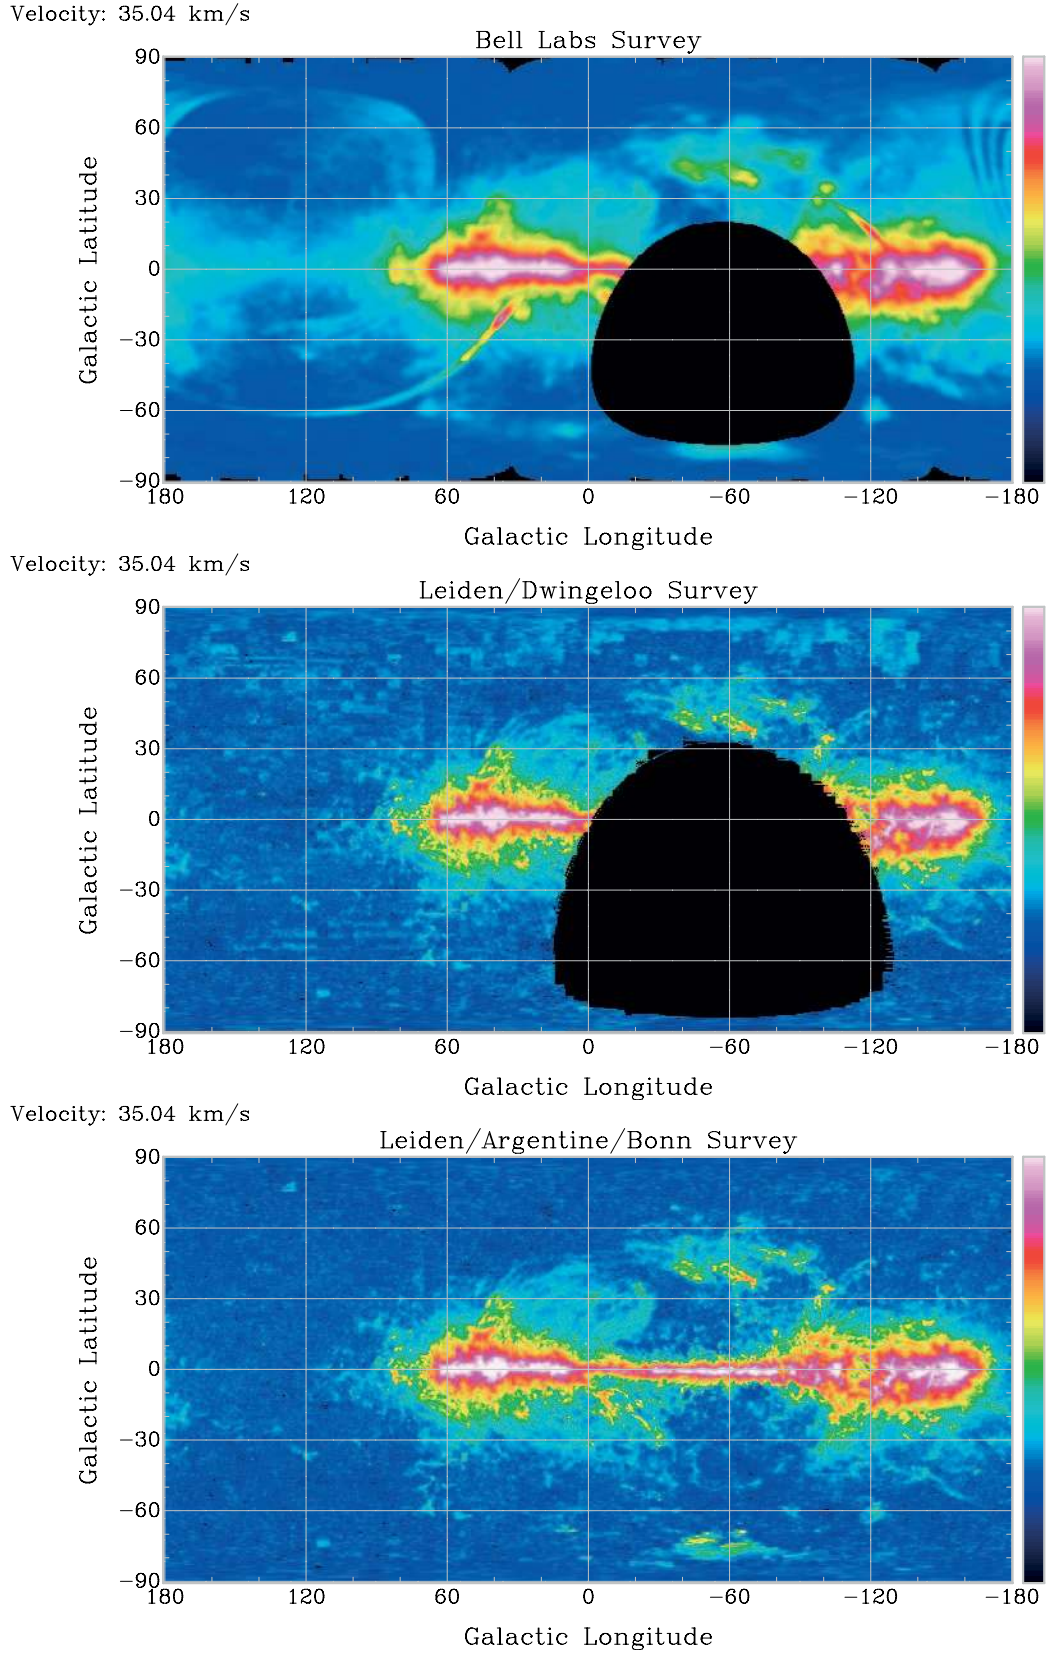 Velocity: 35.04 km/s
Bell Labs Survey
90
60
30
0
−30
−60
−90
Galactic Latitude
180 120 60 0 −60 −120 −180
Galactic Longitude
Velocity: 35.04 km/s
Leiden/Dwingeloo Survey
90
60
30
0
−30
−60
−90
Galactic Latitude
180 120 60 0 −60 −120 −180
Galactic Longitude
Velocity: 35.04 km/s
Leiden/Argentine/Bonn Survey
90
60
30
0
−30
−60
−90
Galactic Latitude
180 120 60 0 −60 −120 −180
Galactic Longitude